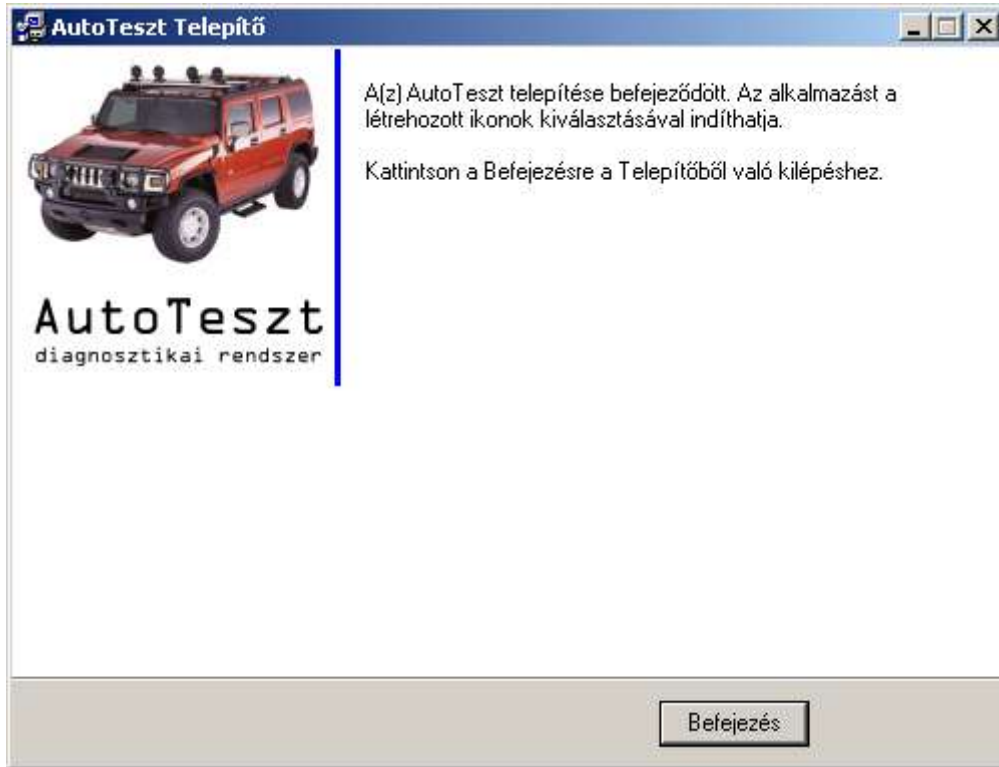 AutoTeszt Telepítő
A(z) AutoTeszt telepítése befejeződött. Az alkalmazást a
létrehozott ikonok kiválasztásával indíthatja.
Kattintson a Befejezésre a Telepítőből való kilépéshez.
AutoTeszt
diagnosztikai rendszer
Befejezés